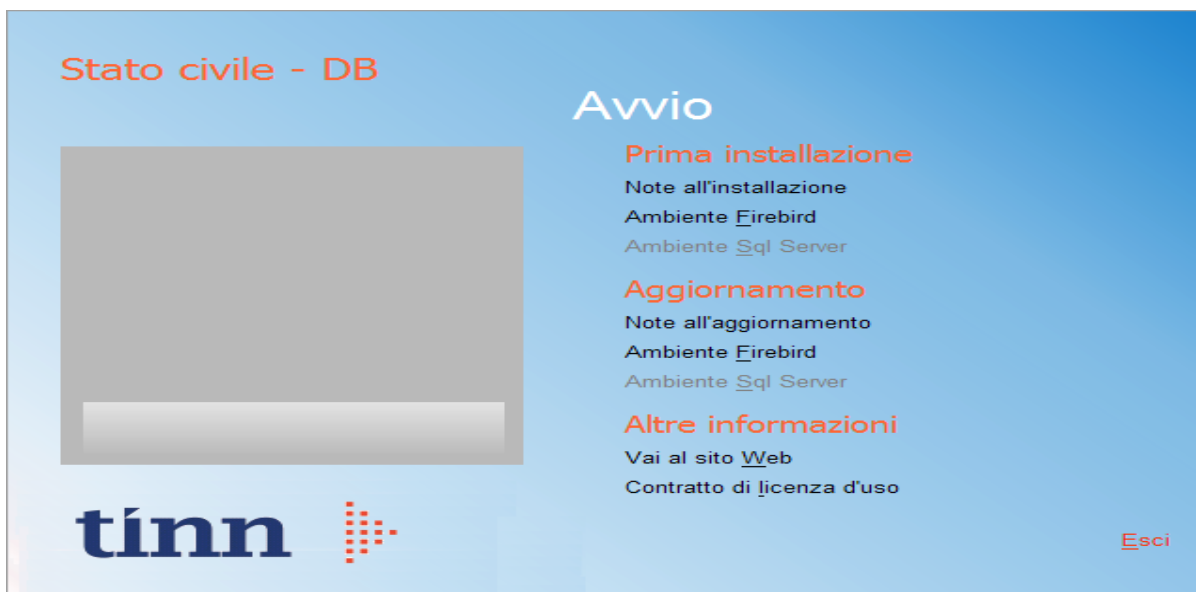 Stato civile - DB
Avvio
Prima installazione
Note all'installazione
Ambiente Firebird
Ambiente Sql Server
Aggiornamento
Note all'aggiornamento
Ambiente Firebird
Ambiente Sql Server
Altre informazioni
Vai al sito Web
Contratto di licenza d'uso
tinn
Esci